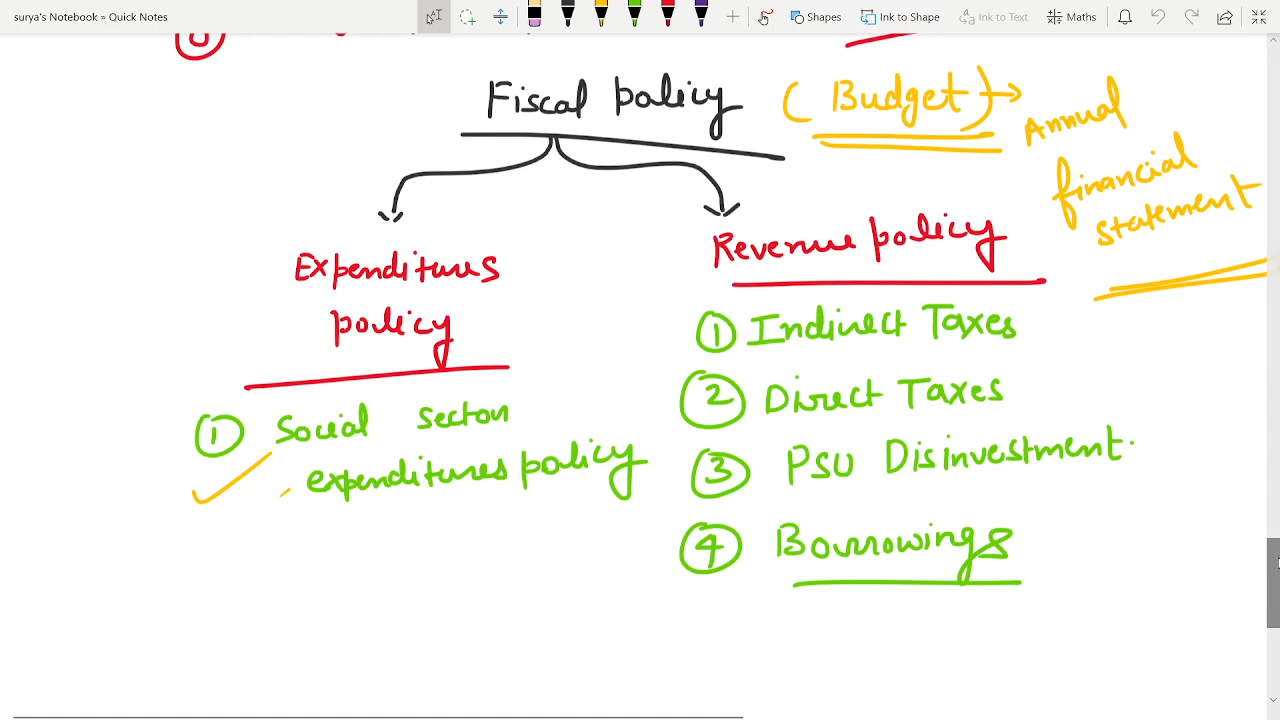 surya's Notebook » Quick Notes
Shapes
Ink to Shape
Ink to Text
Maths
Fiscal policy (Budget) →
Annual
financial
statement
Expenditures
policy
Revenue policy
① Indirect Taxes
② Direct Taxes
③ PSU Disinvestment.
④ Borrowings
① Social sector
expenditures policy